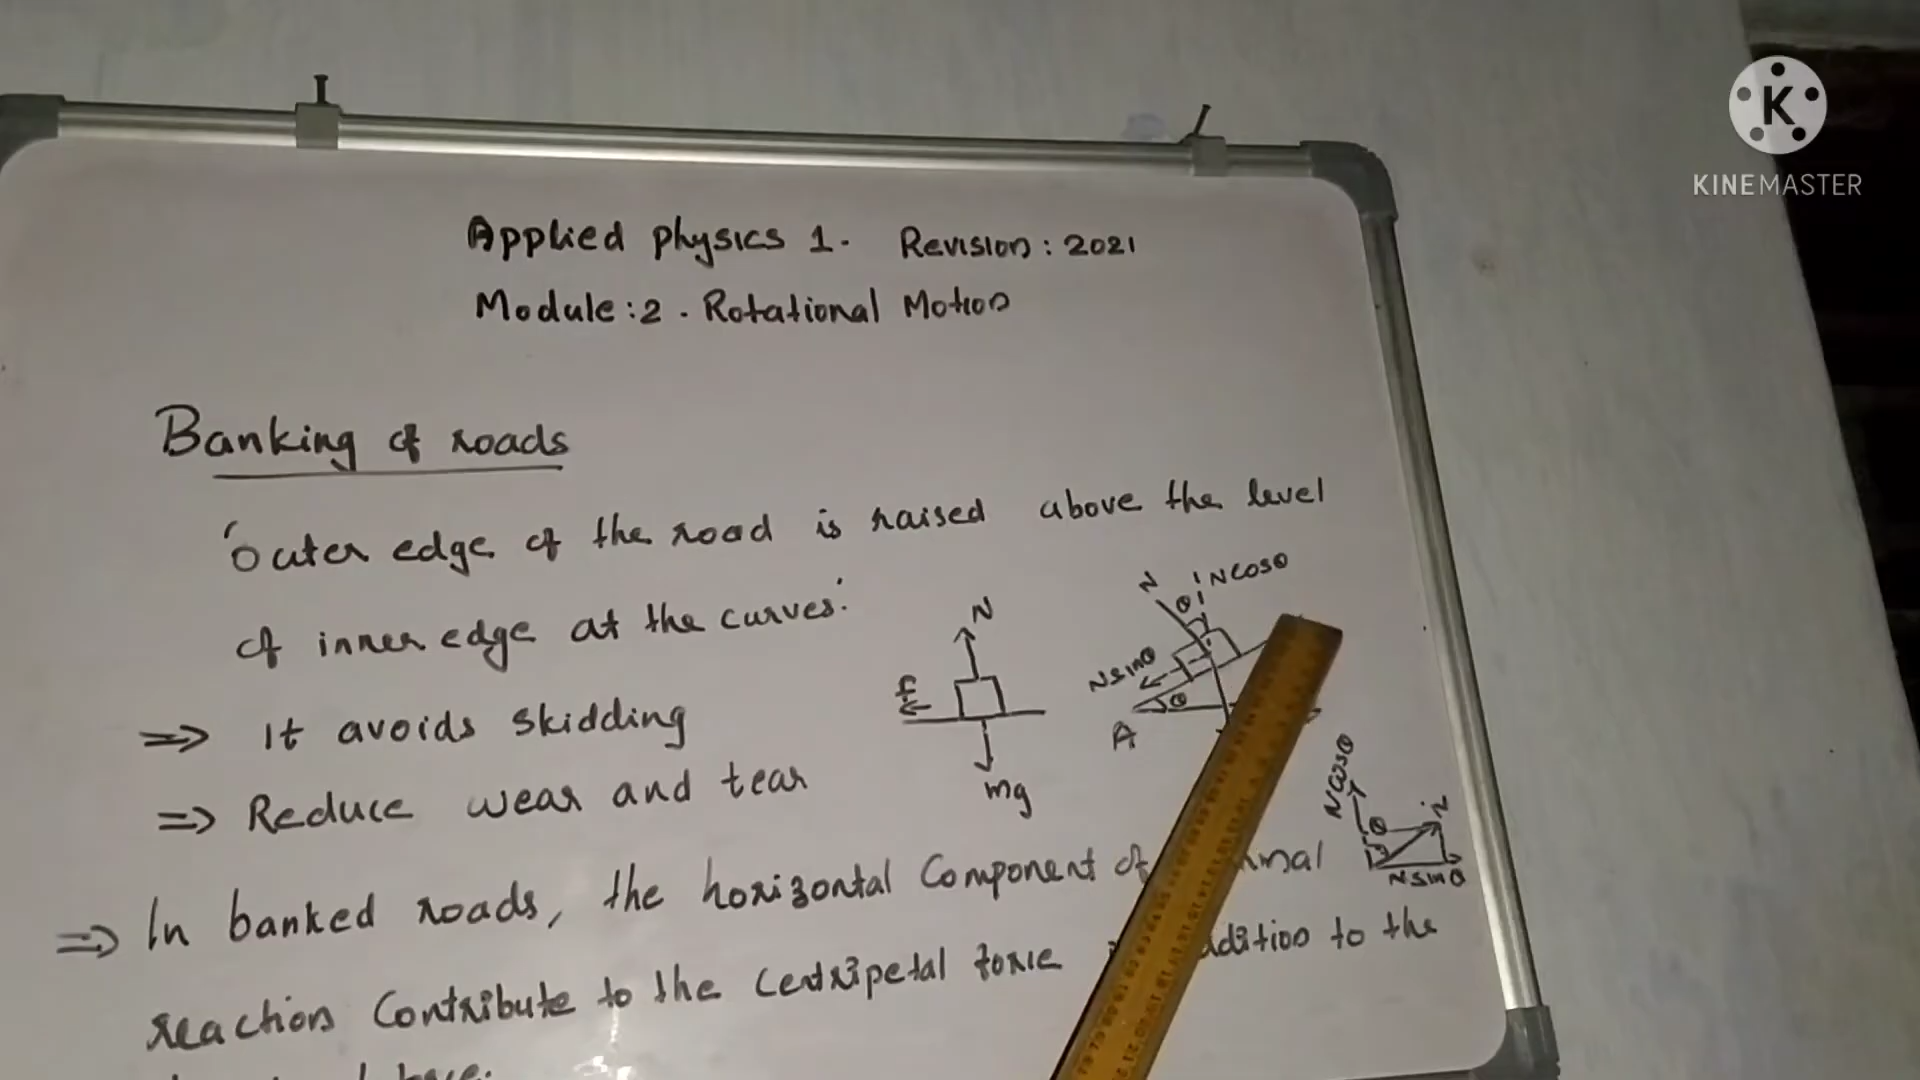 KINEMASTER
Applied physics 1. Revision: 2021
Module:2. Rotational Motion
Banking of roads
'Outer edge of the road is raised above the level
of inner edge at the curves.'
⇒ It avoids skidding
⇒ Reduce wear and tear
N
f
mg
N
θ
Ncosθ
Nsinθ
θ
A
Ncosθ
θ
N
Nsinθ
⇒ In banked roads, the horizontal component of
reaction contribute to the centripetal force to the